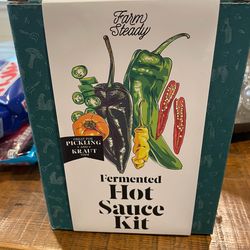 Farm
Steady
PICKLING
KRAUT
Fermented
Hot
Sauce
Kit